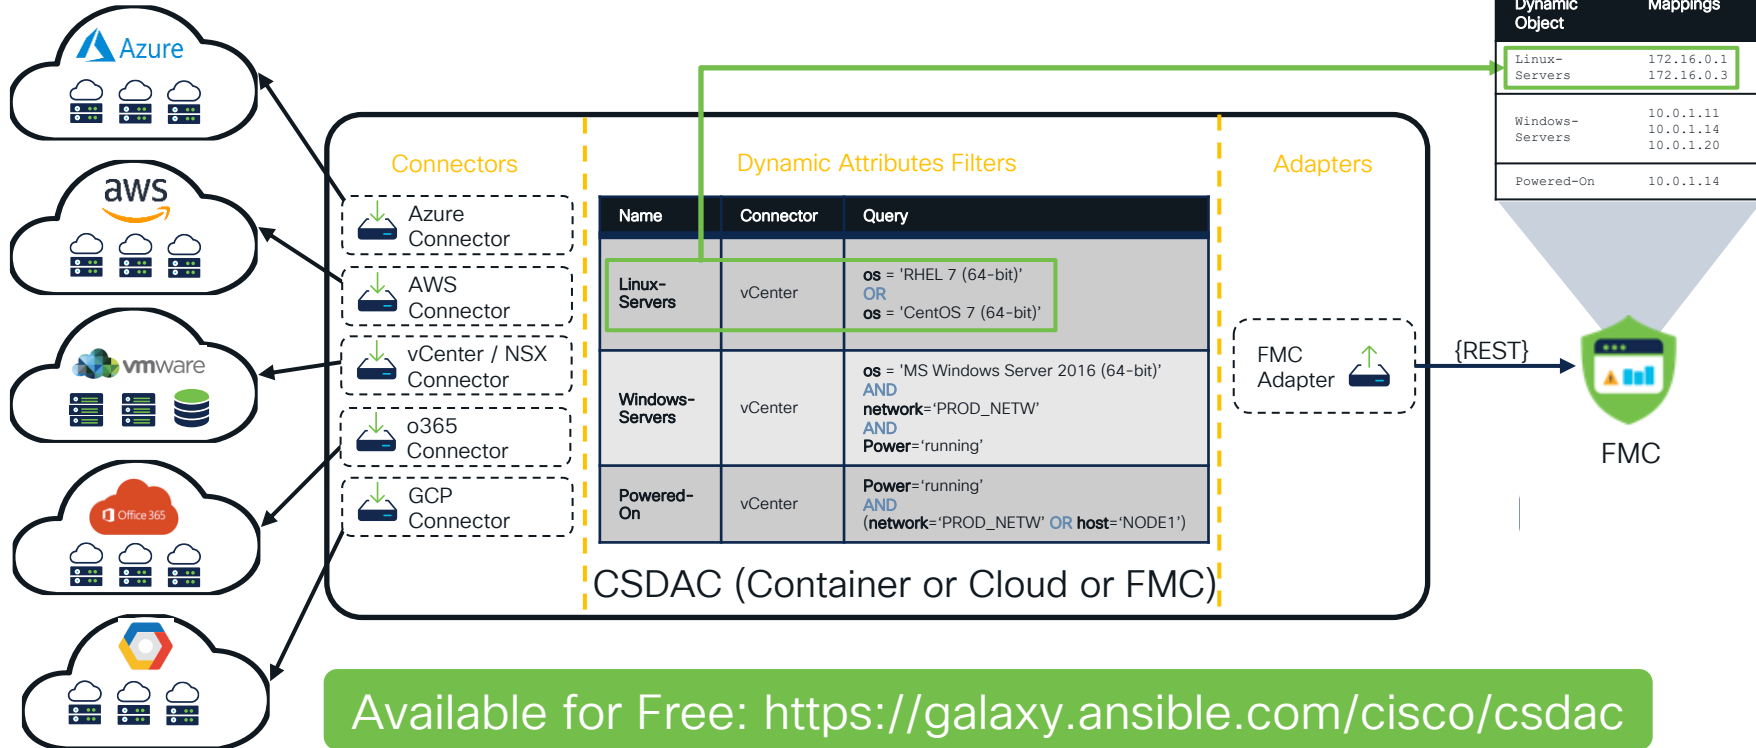 Azure
aws
vmware
Office 365
Connectors
Azure
Connector
AWS
Connector
vCenter / NSX
Connector
o365
Connector
GCP
Connector
Dynamic Attributes Filters
Name Connector Query
Linux-
Servers
vCenter
os = 'RHEL 7 (64-bit)'
OR
os = 'CentOS 7 (64-bit)'
Windows-
Servers
vCenter
os = 'MS Windows Server 2016 (64-bit)'
AND
network='PROD_NETW'
AND
Power='running'
Powered-
On
vCenter
Power='running'
AND
(network='PROD_NETW' OR host='NODE1')
CSDAC (Container or Cloud or FMC)
Adapters
FMC
Adapter
{REST}
Dynamic
Object
Mappings
Linux-
Servers
172.16.0.1
172.16.0.3
Windows-
Servers
10.0.1.11
10.0.1.14
10.0.1.20
Powered-On 10.0.1.14
FMC
Available for Free: https://galaxy.ansible.com/cisco/csdac